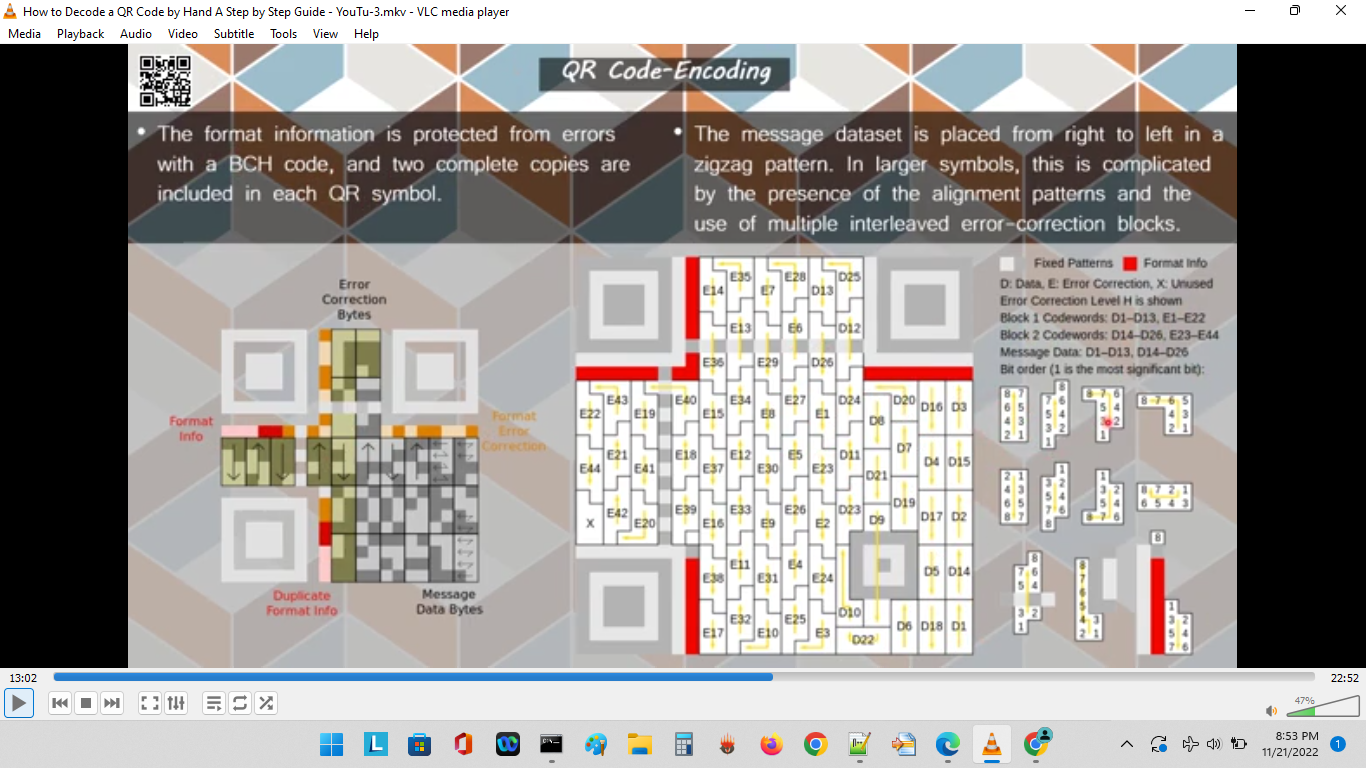 How to Decode a QR Code by Hand A Step by Step Guide - YouTu-3.mkv - VLC media player
Media Playback Audio Video Subtitle Tools View Help
QR Code-Encoding
• The format information is protected from errors
with a BCH code, and two complete copies are
included in each QR symbol.
• The message dataset is placed from right to left in a
zigzag pattern. In larger symbols, this is complicated
by the presence of the alignment patterns and the
use of multiple interleaved error-correction blocks.
Error
Correction
Bytes
Format
Info
Format
Error
Correction
Duplicate
Format Info
Message
Data Bytes
E35 E28 D25
E14 E7 D13
E13 E6 D12
E36 E29 D26
E43 E40 E34 E27 D24 D20 D16 D3
E22 E19 E15 E8 E1 D8
E21 E18 E12 E5 D11 D7
E44 E41 E37 E30 E23 D21 D4 D15
E42 E39 E33 E26 D23 D19
X E20 E16 E9 E2 D9 D17 D2
E11 E4
E38 E31 E24 D5 D14
E32 E25 D10 D6 D18 D1
E17 E10 E3 D22
Fixed Patterns Format Info
D: Data, E: Error Correction, X: Unused
Error Correction Level H is shown
Block 1 Codewords: D1–D13, E1–E22
Block 2 Codewords: D14–D26, E23–E44
Message Data: D1–D13, D14–D26
Bit order (1 is the most significant bit):
13:02
22:52
47%
8:53 PM
11/21/2022
1